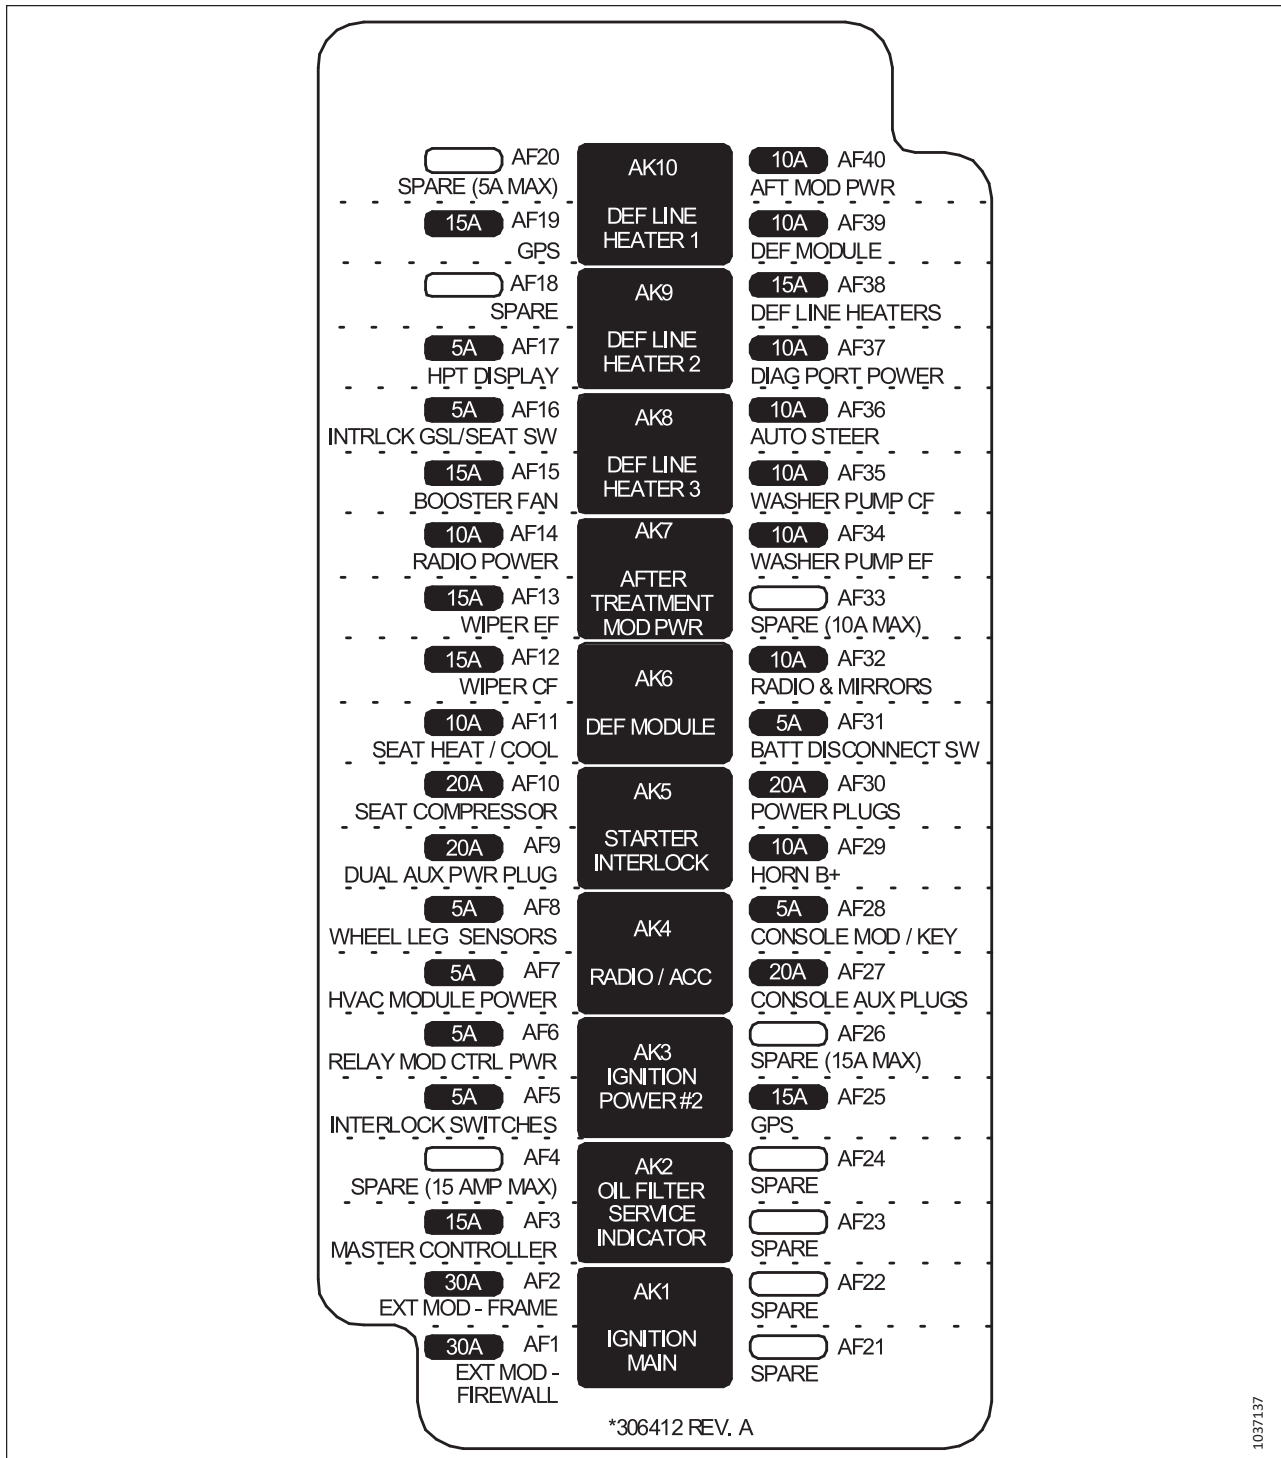 AF20
SPARE (5A MAX)
15A AF19
GPS
AF18
SPARE
5A AF17
HPT DISPLAY
5A AF16
INTRLCK GSL/SEAT SW
15A AF15
BOOSTER FAN
10A AF14
RADIO POWER
15A AF13
WIPER EF
15A AF12
WIPER CF
10A AF11
SEAT HEAT / COOL
20A AF10
SEAT COMPRESSOR
20A AF9
DUAL AUX PWR PLUG
5A AF8
WHEEL LEG SENSORS
5A AF7
HVAC MODULE POWER
5A AF6
RELAY MOD CTRL PWR
5A AF5
INTERLOCK SWITCHES
AF4
SPARE (15 AMP MAX)
15A AF3
MASTER CONTROLLER
30A AF2
EXT MOD - FRAME
30A AF1
EXT MOD -
FIREWALL
AK10
DEF LINE
HEATER 1
AK9
DEF LINE
HEATER 2
AK8
DEF LINE
HEATER 3
AK7
AFTER
TREATMENT
MOD PWR
AK6
DEF MODULE
AK5
STARTER
INTERLOCK
AK4
RADIO / ACC
AK3
IGNITION
POWER #2
AK2
OIL FILTER
SERVICE
INDICATOR
AK1
IGNITION
MAIN
10A AF40
AFT MOD PWR
10A AF39
DEF MODULE
15A AF38
DEF LINE HEATERS
10A AF37
DIAG PORT POWER
10A AF36
AUTO STEER
10A AF35
WASHER PUMP CF
10A AF34
WASHER PUMP EF
AF33
SPARE (10A MAX)
10A AF32
RADIO & MIRRORS
5A AF31
BATT DISCONNECT SW
20A AF30
POWER PLUGS
10A AF29
HORN B+
5A AF28
CONSOLE MOD / KEY
20A AF27
CONSOLE AUX PLUGS
AF26
SPARE (15A MAX)
15A AF25
GPS
AF24
SPARE
AF23
SPARE
AF22
SPARE
AF21
SPARE
*306412 REV. A
1037137